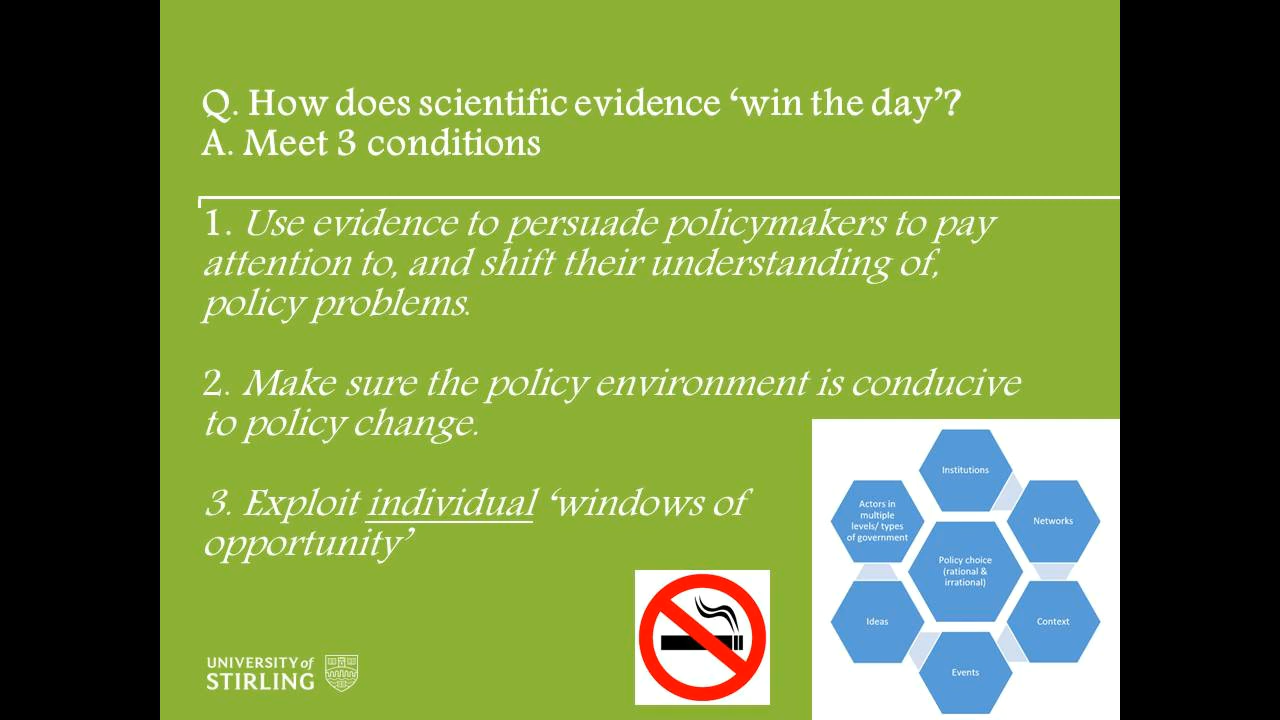 Q. How does scientific evidence ‘win the day’?
A. Meet 3 conditions
1. Use evidence to persuade policymakers to pay
attention to, and shift their understanding of,
policy problems.
2. Make sure the policy environment is conducive
to policy change.
3. Exploit individual ‘windows of
opportunity’
Institutions
Actors in
multiple
levels/ types
of government
Networks
Policy choice
(rational &
irrational)
Ideas
Context
Events
UNIVERSITY of
STIRLING